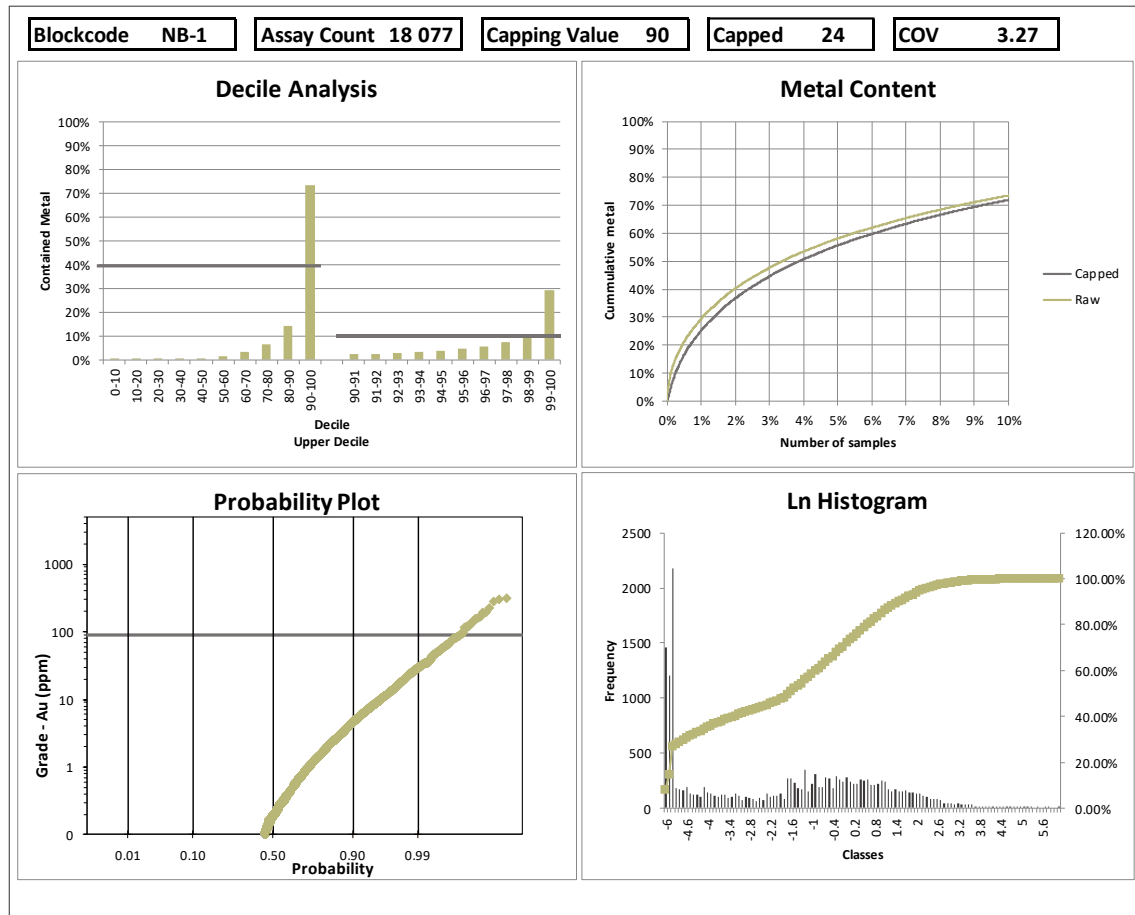 Blockcode NB-1 Assay Count 18 077 Capping Value 90 Capped 24 COV 3.27
Decile Analysis
Contained Metal
100%
90%
80%
70%
60%
50%
40%
30%
20%
10%
0%
0-10 10-20 20-30 30-40 40-50 50-60 60-70 70-80 80-90 90-100 90-91 91-92 92-93 93-94 94-95 95-96 96-97 97-98 98-99 99-100
Decile
Upper Decile
Metal Content
Cummulative metal
100%
90%
80%
70%
60%
50%
40%
30%
20%
10%
0%
0% 1% 2% 3% 4% 5% 6% 7% 8% 9% 10%
Number of samples
Capped
Raw
Probability Plot
Grade - Au (ppm)
1000
100
10
1
0
0.01 0.10 0.50 0.90 0.99
Probability
Ln Histogram
Frequency
2500
2000
1500
1000
500
0
120.00%
100.00%
80.00%
60.00%
40.00%
20.00%
0.00%
-6 -4.6 -4 -3.4 -2.8 -2.2 -1.6 -1 -0.4 0.2 0.8 1.4 2 2.6 3.2 3.8 4.4 5 5.6
Classes